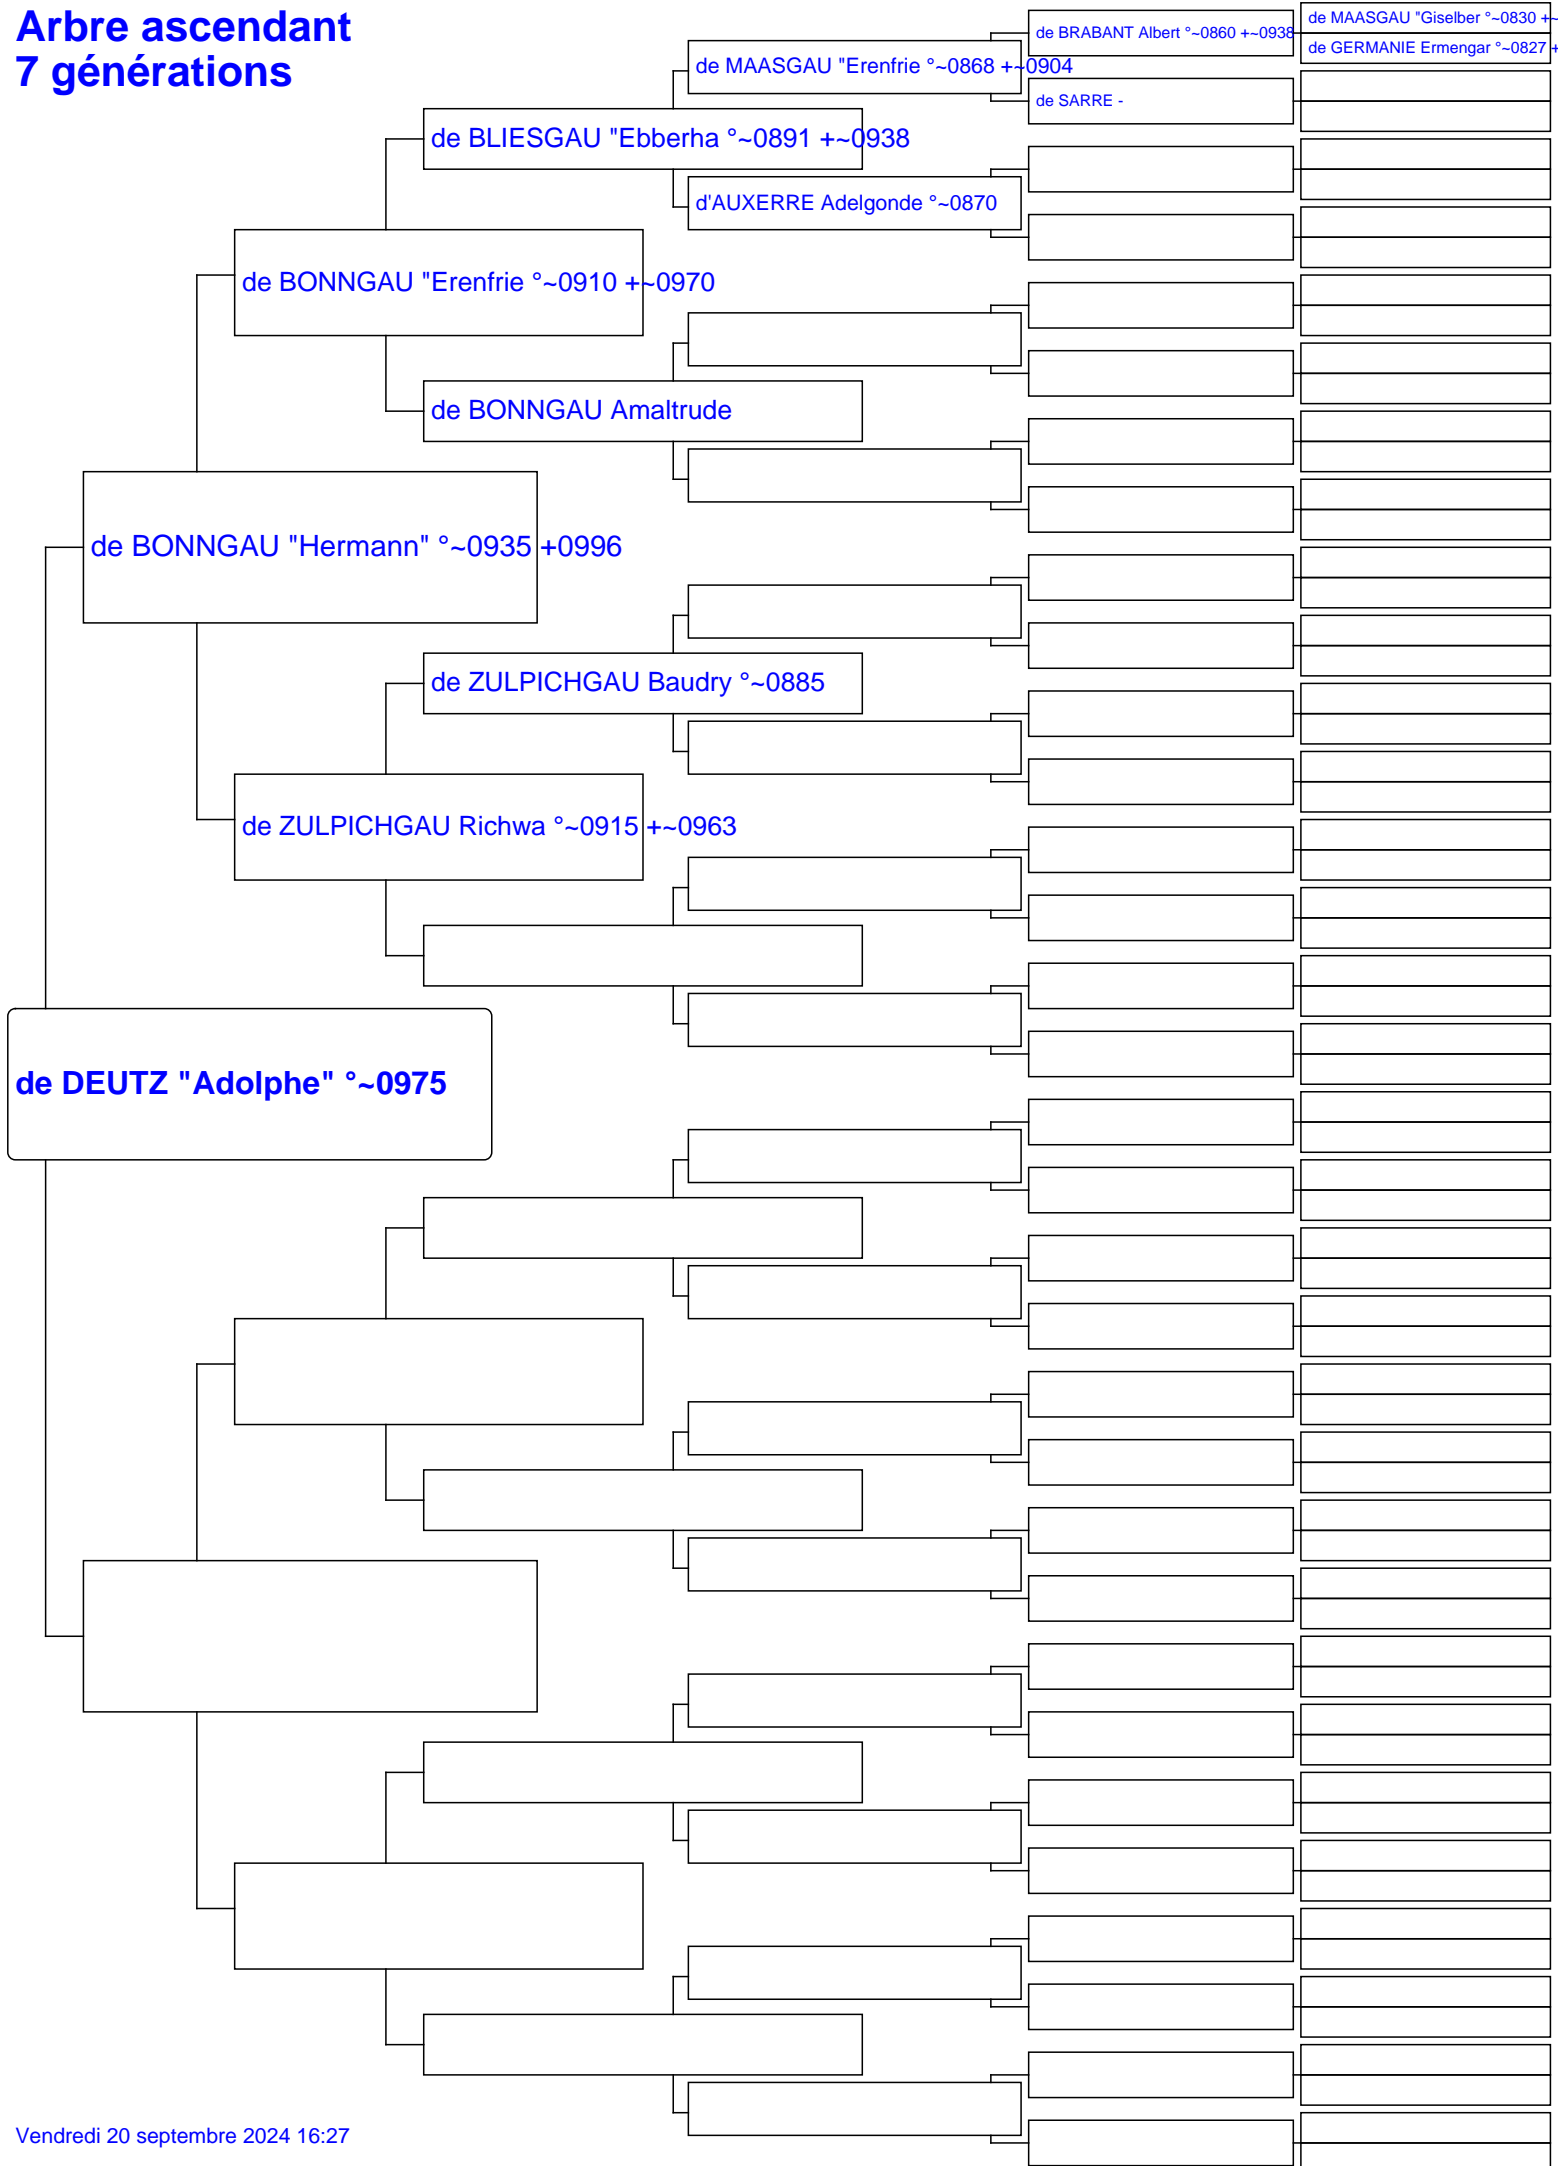 Arbre ascendant
7 générations
de MAASGAU "Giselber °~0830 +~
de BRABANT Albert °~0860 +~0938
de GERMANIE Ermengar °~0827 +
de MAASGAU "Erenfrie °~0868 +~0904
de SARRE -
de BLIESGAU "Ebberha °~0891 +~0938
d'AUXERRE Adelgonde °~0870
de BONNGAU "Erenfrie °~0910 +~0970
de BONNGAU Amaltrude
de BONNGAU "Hermann" °~0935 +0996
de ZULPICHGAU Baudry °~0885
de ZULPICHGAU Richwa °~0915 +~0963
de DEUTZ "Adolphe" °~0975
Vendredi 20 septembre 2024 16:27